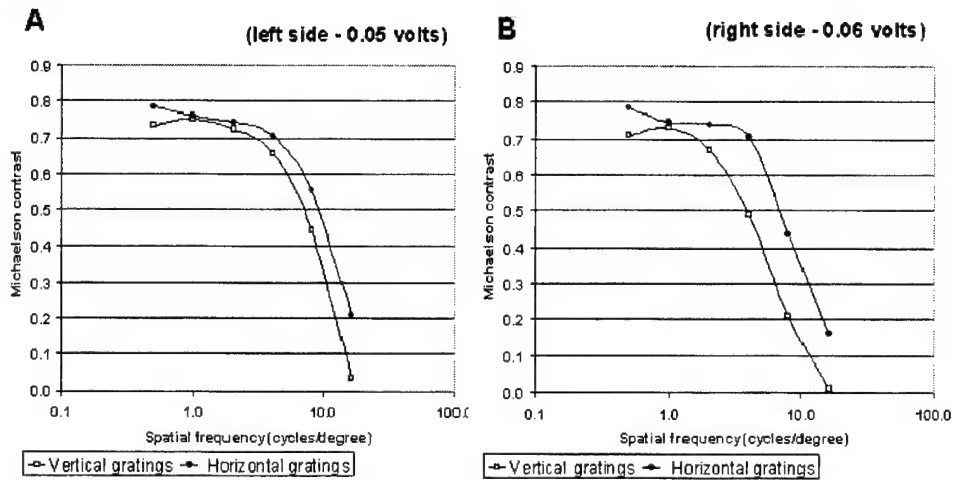 A
(left side - 0.05 volts)
0.9
0.8
0.7
0.6
0.5
0.4
0.3
0.2
0.1
0.0
Michaelson contrast
0.1
1.0
10.0
100.0
Spatial frequency (cycles/degree)
Vertical gratings
Horizontal gratings
B
(right side - 0.06 volts)
0.9
0.8
0.7
0.6
0.5
0.4
0.3
0.2
0.1
0.0
Michaelson contrast
0.1
1.0
10.0
100.0
Spatial frequency (cycles/degree)
Vertical gratings
Horizontal gratings